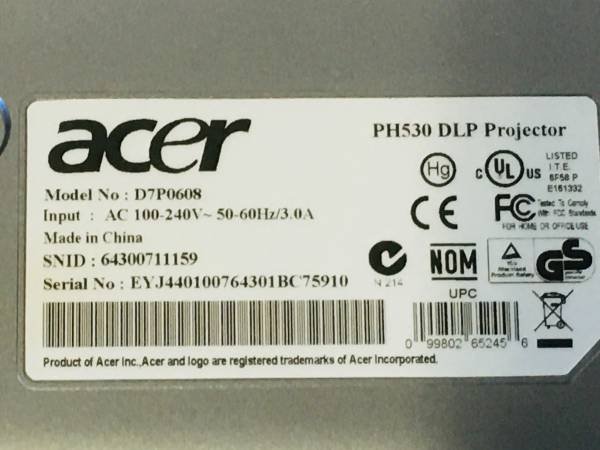 acer
PH530 DLP Projector
Model No : D7P0608
Input : AC 100-240V~ 50-60Hz/3.0A
Made in China
SNID : 64300711159
Serial No : EYJ440100764301BC75910
Hg
C UL US
LISTED
I.T.E.
6F58 P
E161332
CE
FC
Tested To Comply
With FCC Standards
FOR HOME OR OFFICE USE
N 214
NOM
GS
UPC
0 99802 65245 6
Product of Acer Inc.,Acer and logo are registered trademarks of Acer Incorporated.